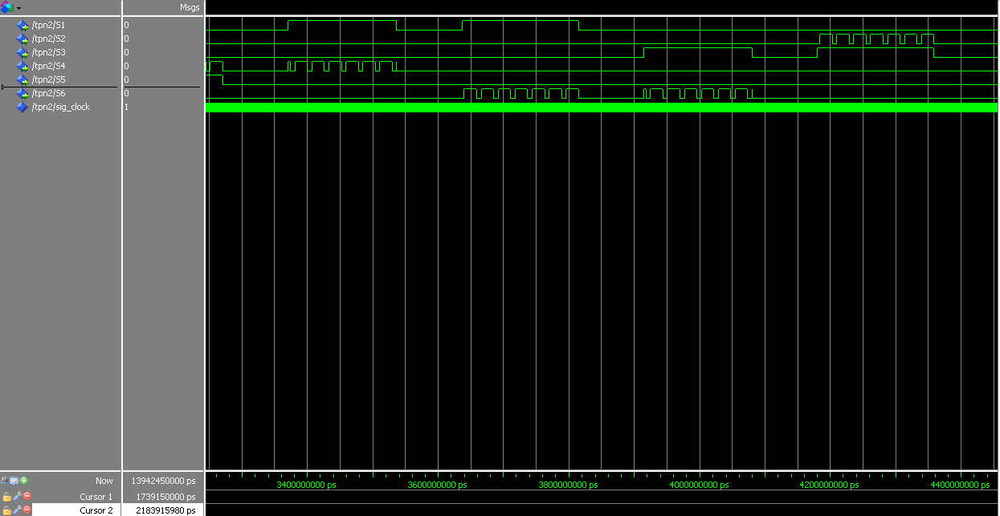 Msgs
/tpn2/S1 0
/tpn2/S2 0
/tpn2/S3 0
/tpn2/S4 0
/tpn2/S5 0
/tpn2/S6 0
/tpn2/sig_clock 1
Now 13942450000 ps 3400000000 ps 3600000000 ps 3800000000 ps 4000000000 ps 4200000000 ps 4400000000 ps
Cursor 1 1739150000 ps
Cursor 2 2183915980 ps